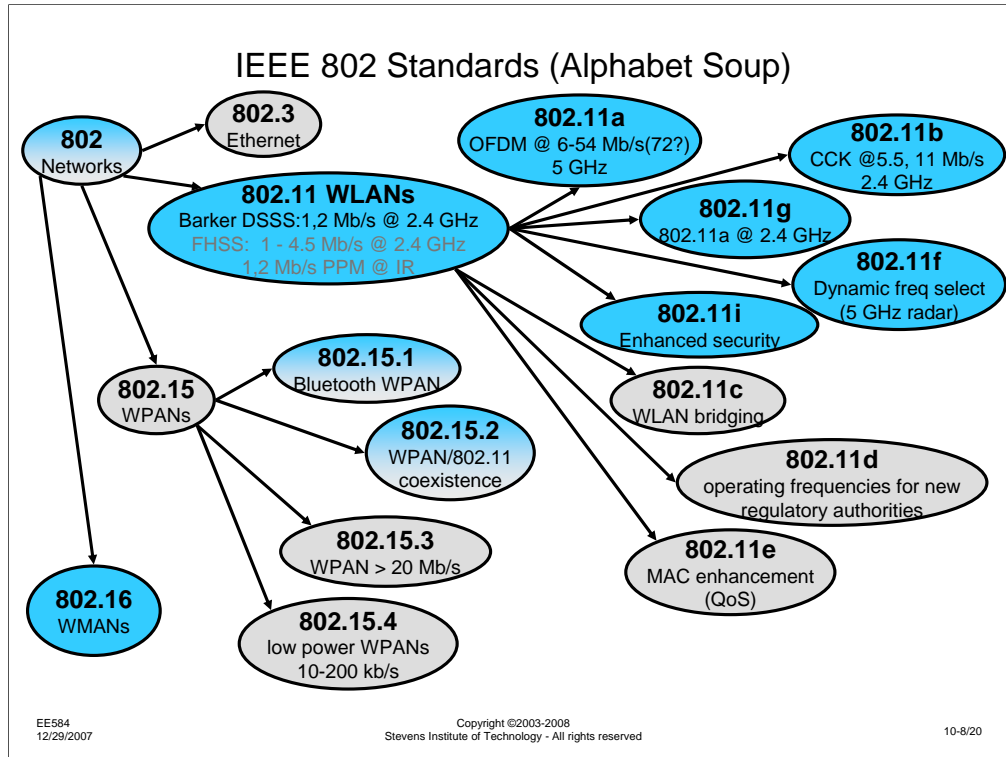 IEEE 802 Standards (Alphabet Soup)
802
Networks
802.3
Ethernet
802.11 WLANs
Barker DSSS:1,2 Mb/s @ 2.4 GHz
FHSS: 1 - 4.5 Mb/s @ 2.4 GHz
1,2 Mb/s PPM @ IR
802.11a
OFDM @ 6-54 Mb/s(72?)
5 GHz
802.11b
CCK @5.5, 11 Mb/s
2.4 GHz
802.11g
802.11a @ 2.4 GHz
802.11f
Dynamic freq select
(5 GHz radar)
802.11i
Enhanced security
802.11c
WLAN bridging
802.11d
operating frequencies for new
regulatory authorities
802.11e
MAC enhancement
(QoS)
802.15
WPANs
802.15.1
Bluetooth WPAN
802.15.2
WPAN/802.11
coexistence
802.15.3
WPAN > 20 Mb/s
802.15.4
low power WPANs
10-200 kb/s
802.16
WMANs
EE584
12/29/2007
Copyright ©2003-2008
Stevens Institute of Technology - All rights reserved
10-8/20